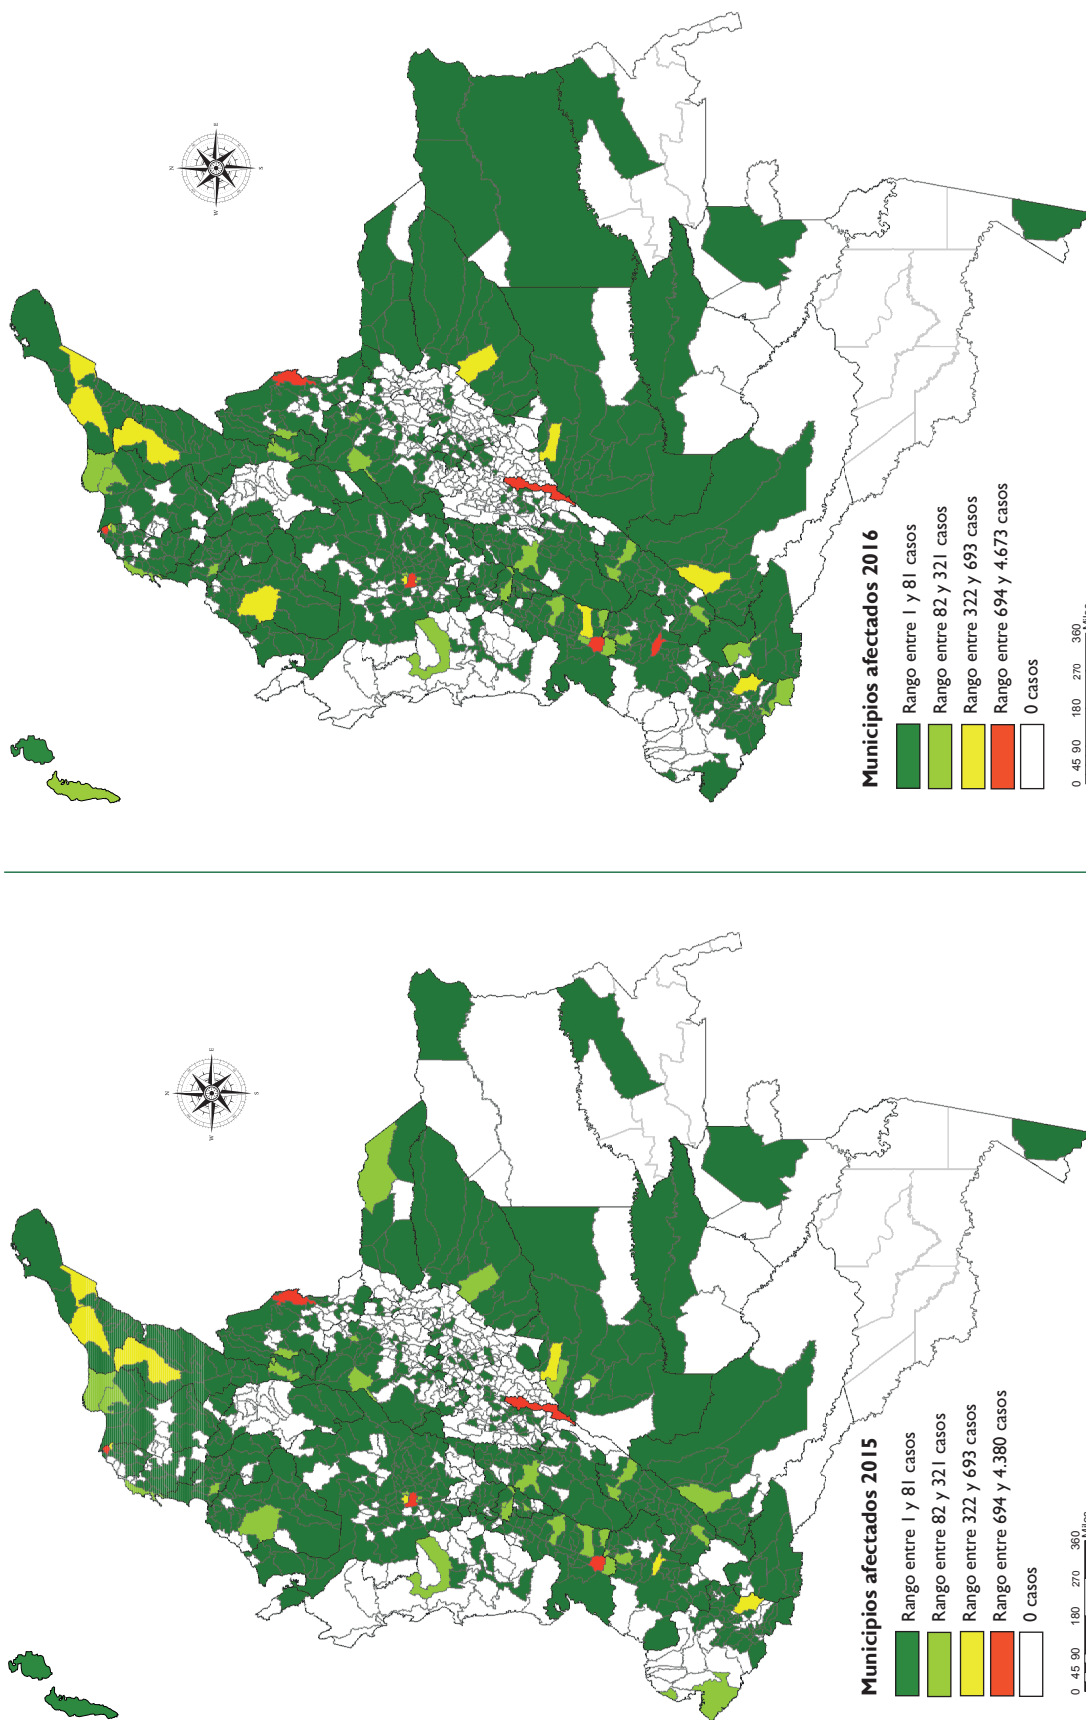 Municipios afectados 2015
Rango entre 1 y 81 casos
Rango entre 82 y 321 casos
Rango entre 322 y 693 casos
Rango entre 694 y 4.380 casos
0 casos
0 45 90 180 270 360
Miles
N
E
S
W
Municipios afectados 2016
Rango entre 1 y 81 casos
Rango entre 82 y 321 casos
Rango entre 322 y 693 casos
Rango entre 694 y 4.673 casos
0 casos
0 45 90 180 270 360
Miles
N
E
S
W